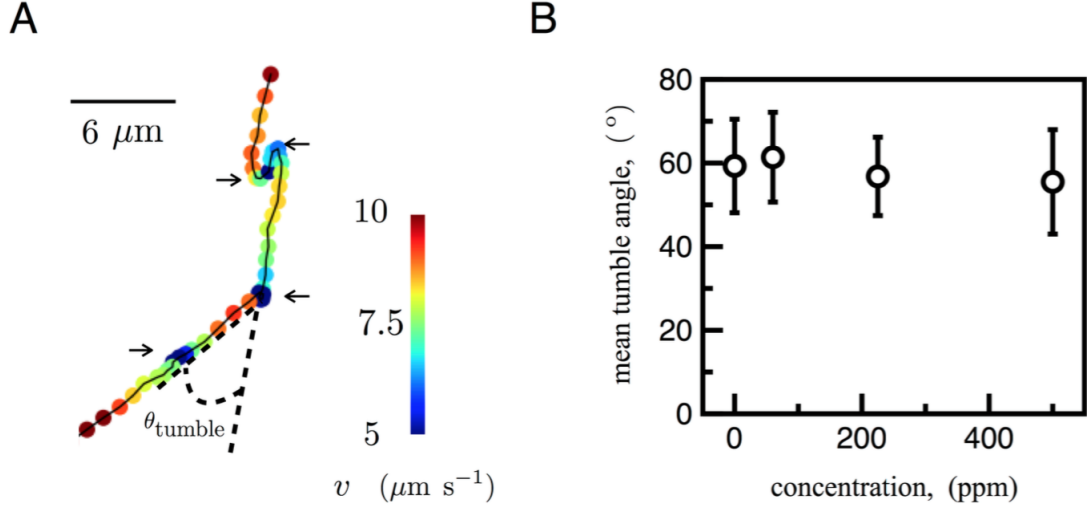 A
6 μm
10
7.5
5
θtumble
v (μm s⁻¹)
B
80
60
40
20
0
mean tumble angle, (°)
0 200 400
concentration, (ppm)